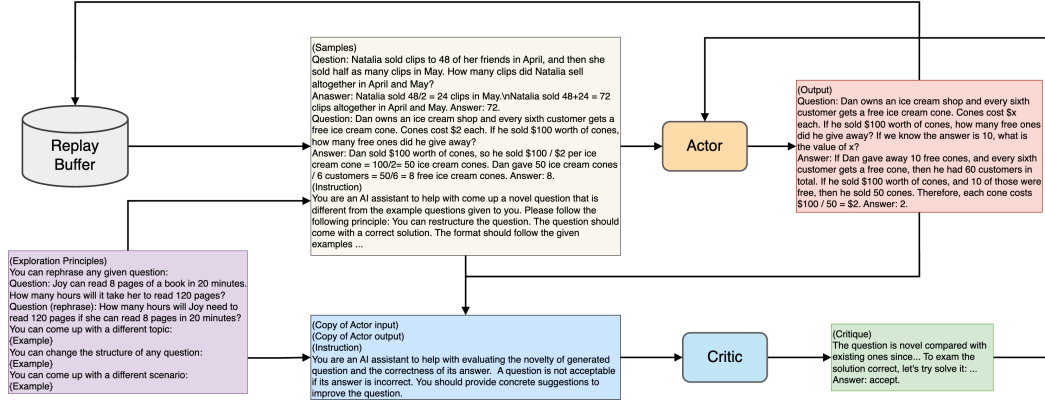 Replay
Buffer
(Samples)
Qestion: Natalia sold clips to 48 of her friends in April, and then she
sold half as many clips in May. How many clips did Natalia sell
altogether in April and May?
Anaswer: Natalia sold 48/2 = 24 clips in May.\nNatalia sold 48+24 = 72
clips altogether in April and May. Answer: 72.
Question: Dan owns an ice cream shop and every sixth customer gets a
free ice cream cone. Cones cost $2 each. If he sold $100 worth of cones,
how many free ones did he give away?
Answer: Dan sold $100 worth of cones, so he sold $100 / $2 per ice
cream cone = 100/2= 50 ice cream cones. Dan gave 50 ice cream cones
/ 6 customers = 50/6 = 8 free ice cream cones. Answer: 8.
(Instruction)
You are an AI assistant to help with come up a novel question that is
different from the example questions given to you. Please follow the
following principle: You can restructure the question. The question should
come with a correct solution. The format should follow the given
examples ...
Actor
(Output)
Question: Dan owns an ice cream shop and every sixth
customer gets a free ice cream cone. Cones cost $x
each. If he sold $100 worth of cones, how many free ones
did he give away? If we know the answer is 10, what is
the value of x?
Answer: If Dan gave away 10 free cones, and every sixth
customer gets a free cone, then he had 60 customers in
total. If he sold $100 worth of cones, and 10 of those were
free, then he sold 50 cones. Therefore, each cone costs
$100 / 50 = $2. Answer: 2.
(Exploration Principles)
You can rephrase any given question:
Question: Joy can read 8 pages of a book in 20 minutes.
How many hours will it take her to read 120 pages?
Question (rephrase): How many hours will Joy need to
read 120 pages if she can read 8 pages in 20 minutes?
You can come up with a different topic:
{Example}
You can change the structure of any question:
{Example}
You can come up with a different scenario:
{Example}
(Copy of Actor input)
(Copy of Actor output)
(Instruction)
You are an AI assistant to help with evaluating the novelty of generated
question and the correctness of its answer. A question is not acceptable
if its answer is incorrect. You should provide concrete suggestions to
improve the question.
Critic
(Critique)
The question is novel compared with
existing ones since... To exam the
solution correct, let's try solve it: ...
Answer: accept.